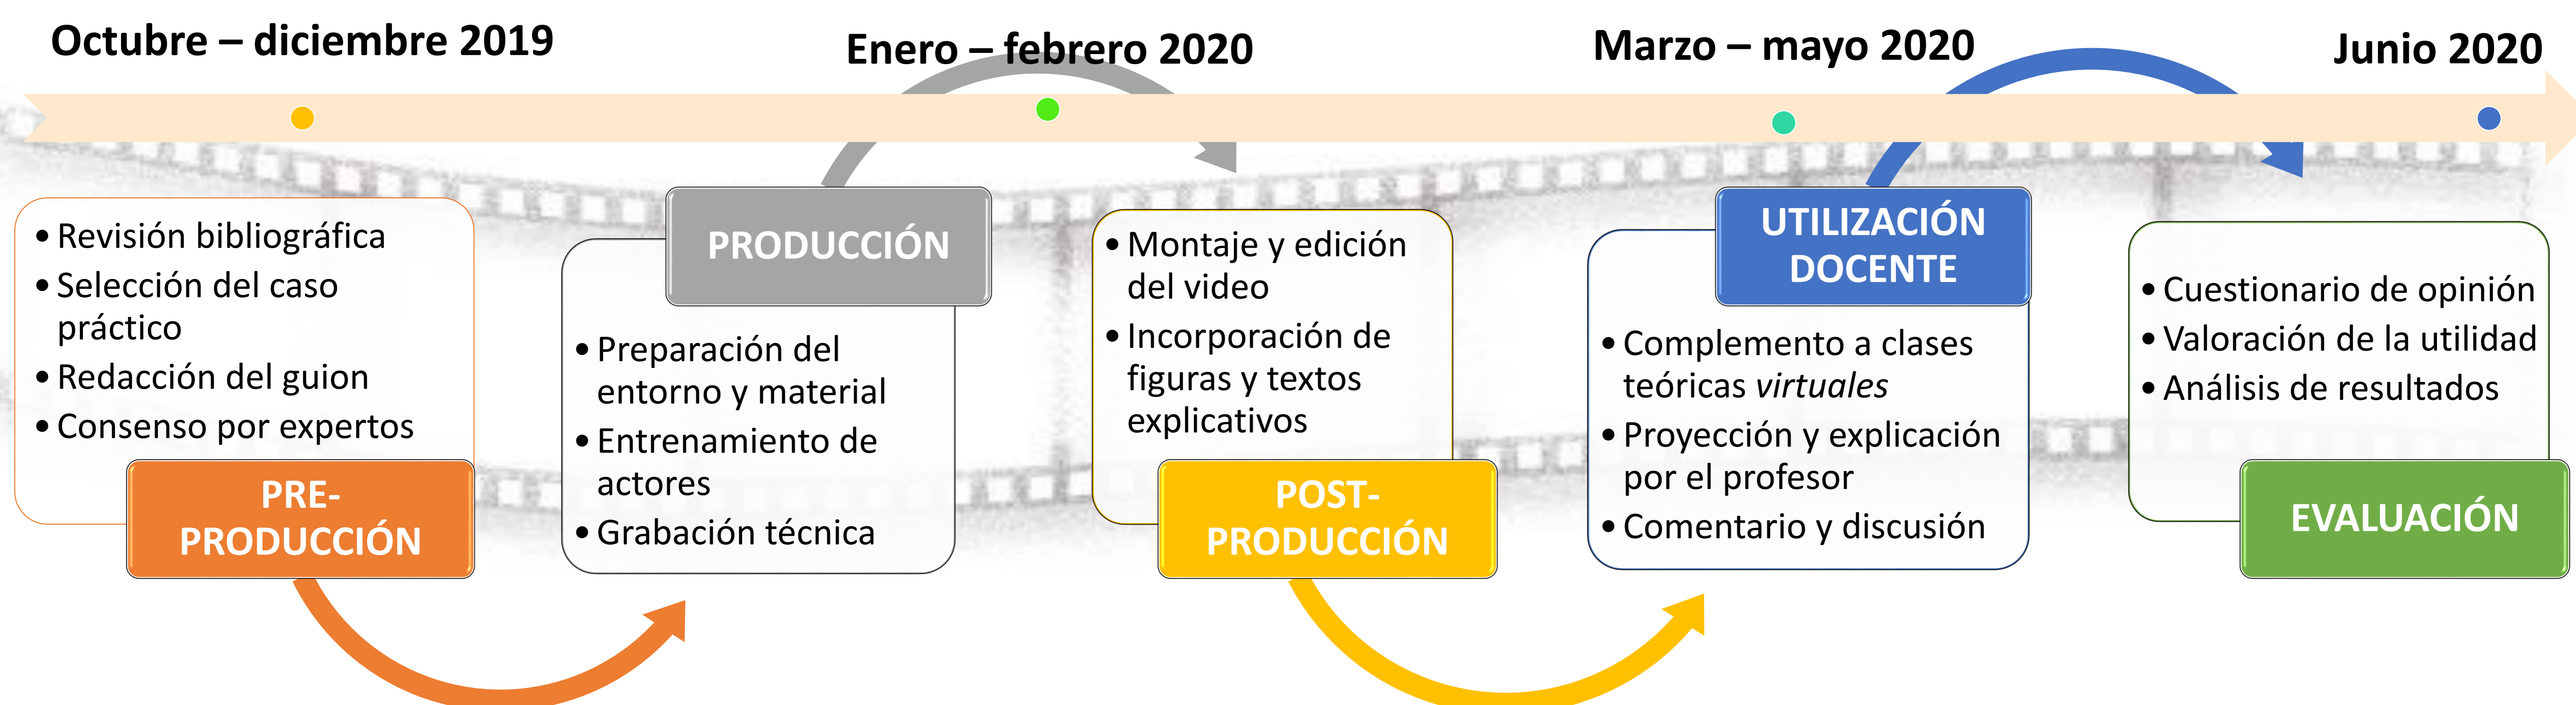 Octubre – diciembre 2019
Enero – febrero 2020
Marzo – mayo 2020
Junio 2020
• Revisión bibliográfica
• Selección del caso
práctico
• Redacción del guion
• Consenso por expertos
PRE-
PRODUCCIÓN
PRODUCCIÓN
• Preparación del
entorno y material
• Entrenamiento de
actores
• Grabación técnica
• Montaje y edición
del video
• Incorporación de
figuras y textos
explicativos
POST-
PRODUCCIÓN
UTILIZACIÓN
DOCENTE
• Complemento a clases
teóricas virtuales
• Proyección y explicación
por el profesor
• Comentario y discusión
• Cuestionario de opinión
• Valoración de la utilidad
• Análisis de resultados
EVALUACIÓN